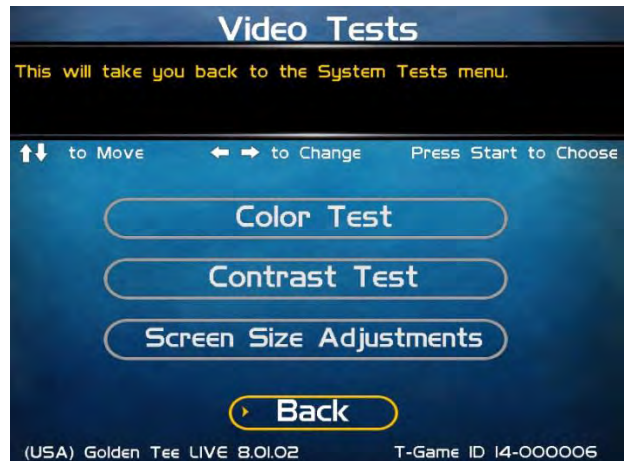 Video Tests
This will take you back to the System Tests menu.
to Move to Change Press Start to Choose
Color Test
Contrast Test
Screen Size Adjustments
Back
(USA) Golden Tee LIVE 8.01.02 T-Game ID 14-000006